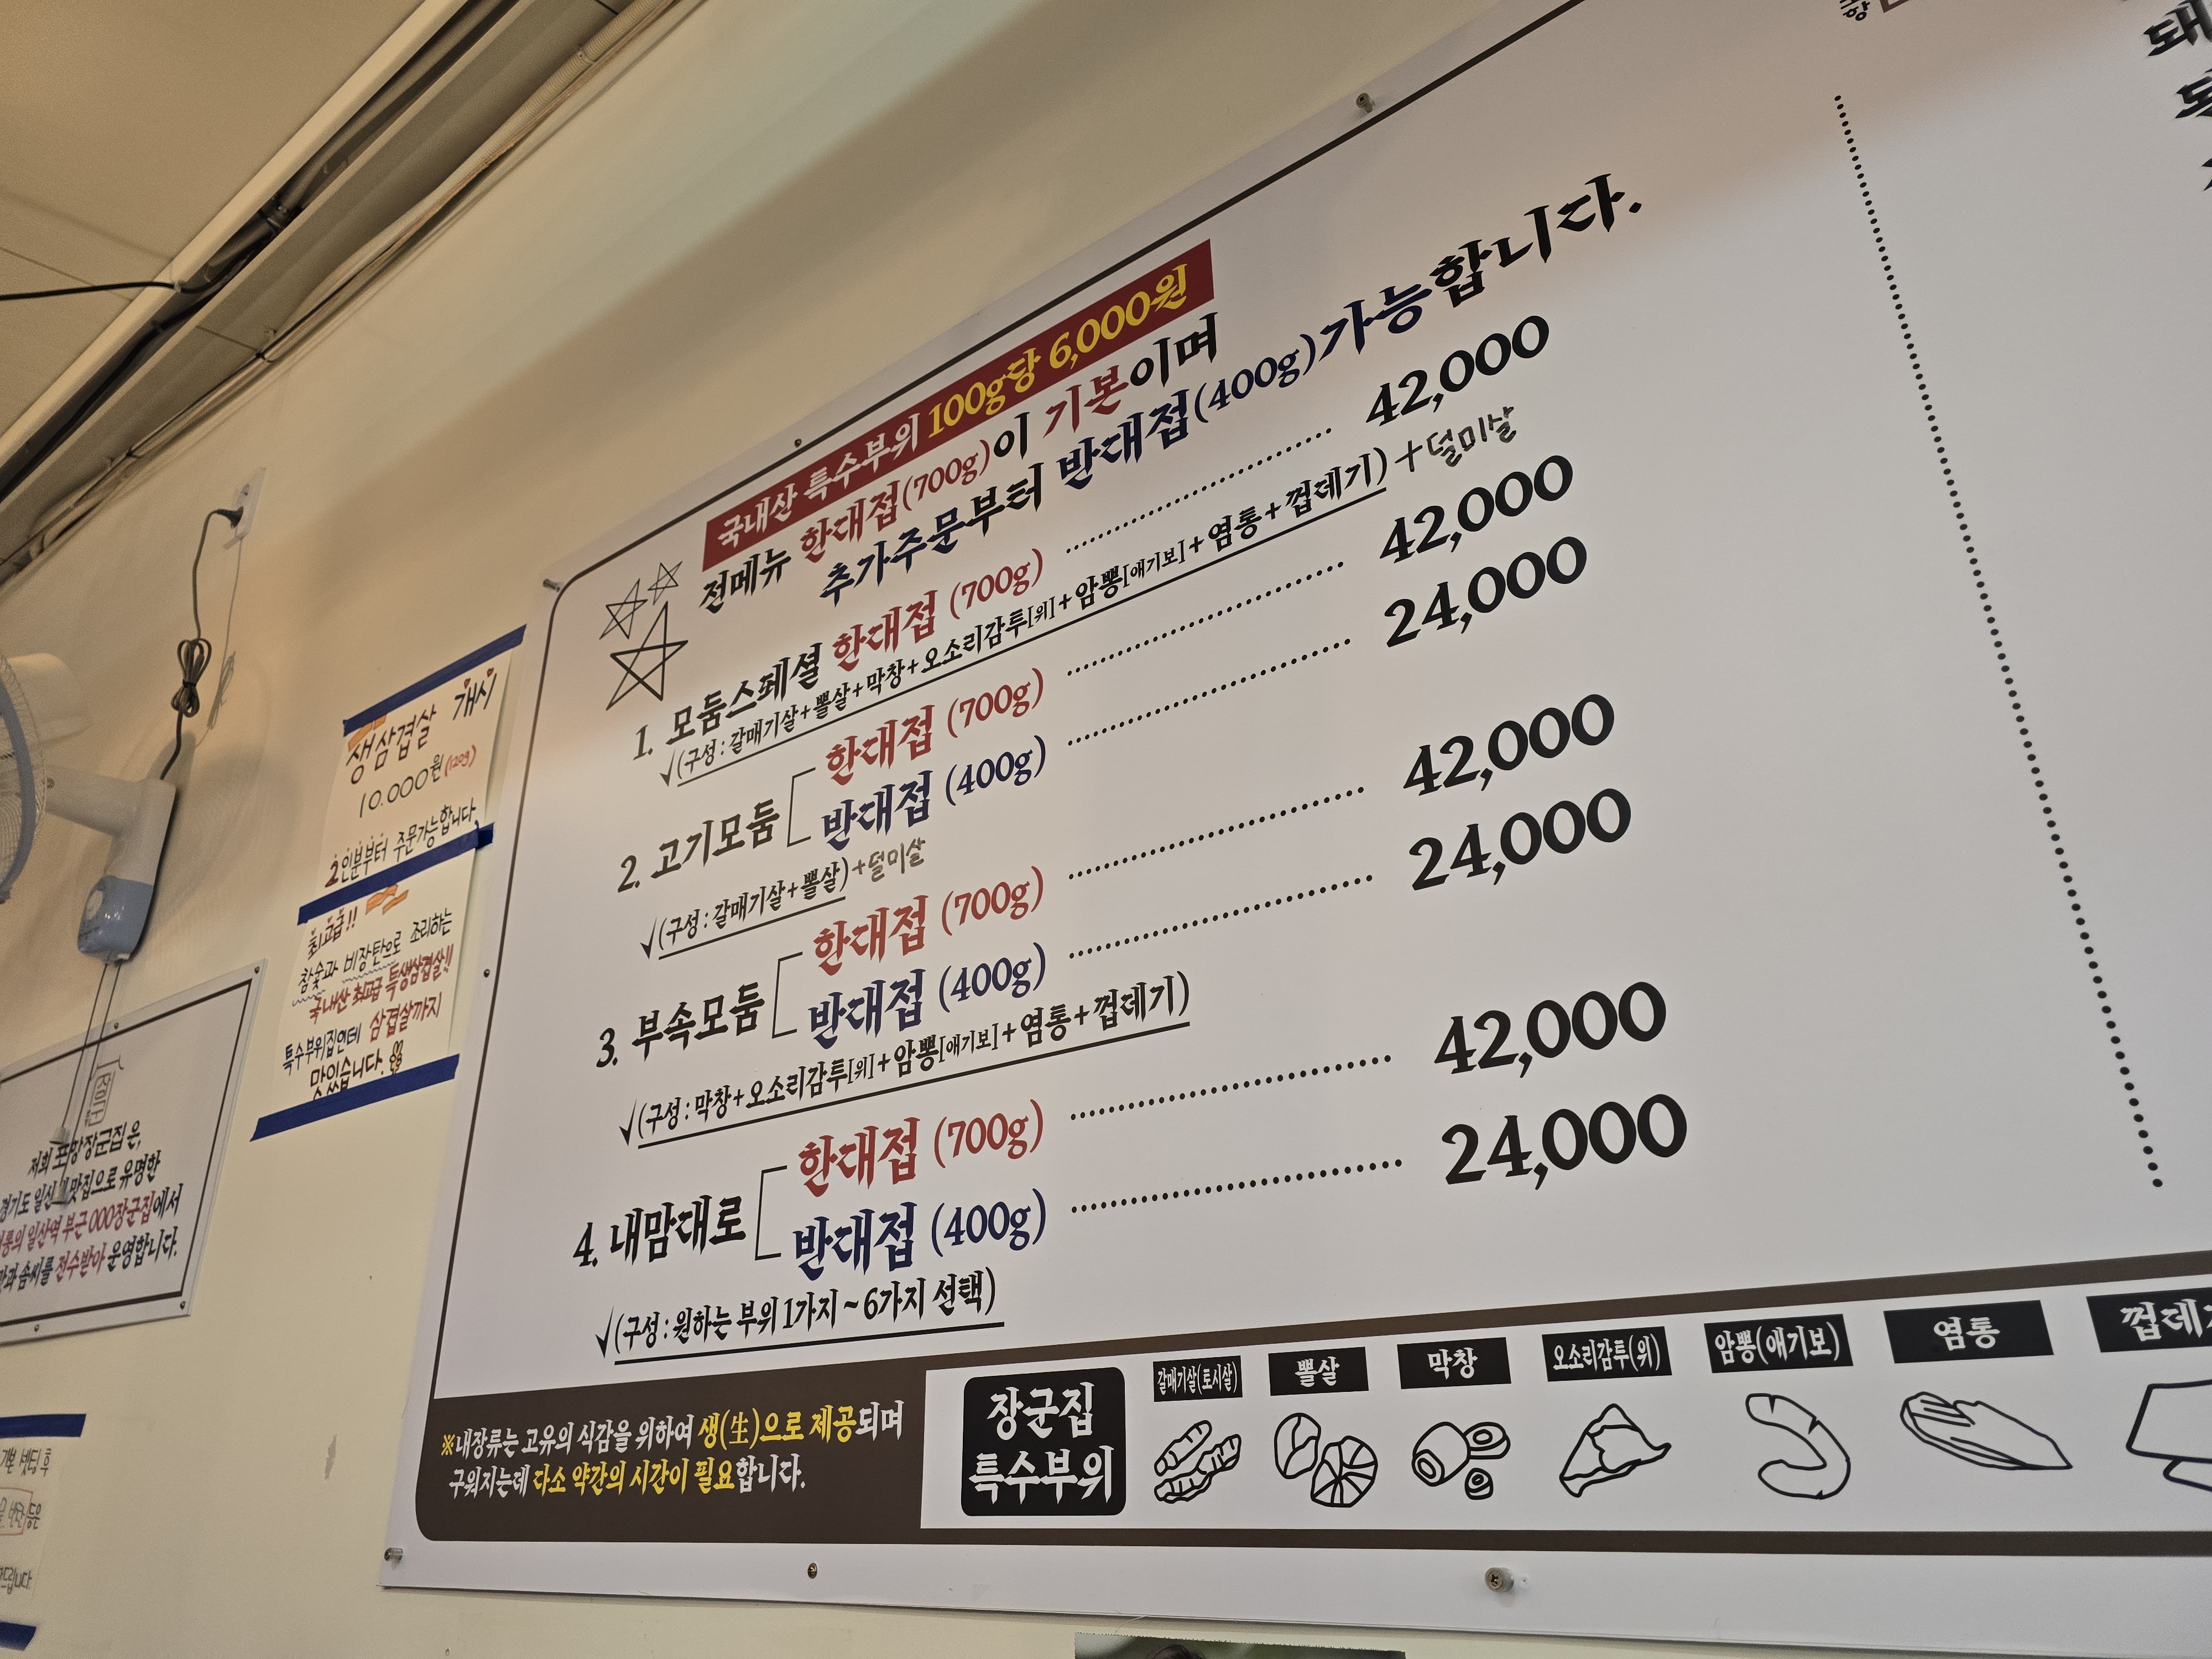 국내산 특수부위 100g당 6,000원
전메뉴 한대접(700g)이 기본이며
추가주문부터 반대접(400g)가능합니다.
1. 모둠스페셜 한대접 (700g) 42,000
√(구성 : 갈매기살+뽈살+막창+오소리감투[위]+암뽕[애기보]+염통+껍데기) +덜미살
2. 고기모둠
한대접 (700g) 42,000
반대접 (400g) 24,000
√(구성 : 갈매기살+뽈살) +덜미살
3. 부속모둠
한대접 (700g) 42,000
반대접 (400g) 24,000
√(구성 : 막창+오소리감투[위]+암뽕[애기보]+염통+껍데기)
4. 내맘대로
한대접 (700g) 42,000
반대접 (400g) 24,000
√(구성 : 원하는 부위 1가지~6가지 선택)
※내장류는 고유의 식감을 위하여 생(生)으로 제공되며
구워지는데 다소 약간의 시간이 필요합니다.
장군집
특수부위
갈매기살(토시살)
뽈살
막창
오소리감투(위)
암뽕(애기보)
염통
생삼겹살 개시
10.000원(120g)
2인분부터 주문가능합니다.
최고급!!
참숯과 비장탄으로 조리하는
국내산 최고급 특생삼겹살!!
특수부위집인데 삼겹살까지
맛있습니다.
저희 포항장군집은,
경기도 일산 맛집으로 유명한
일산역 부근 000장군집에서
솜씨를 전수받아 운영합니다.